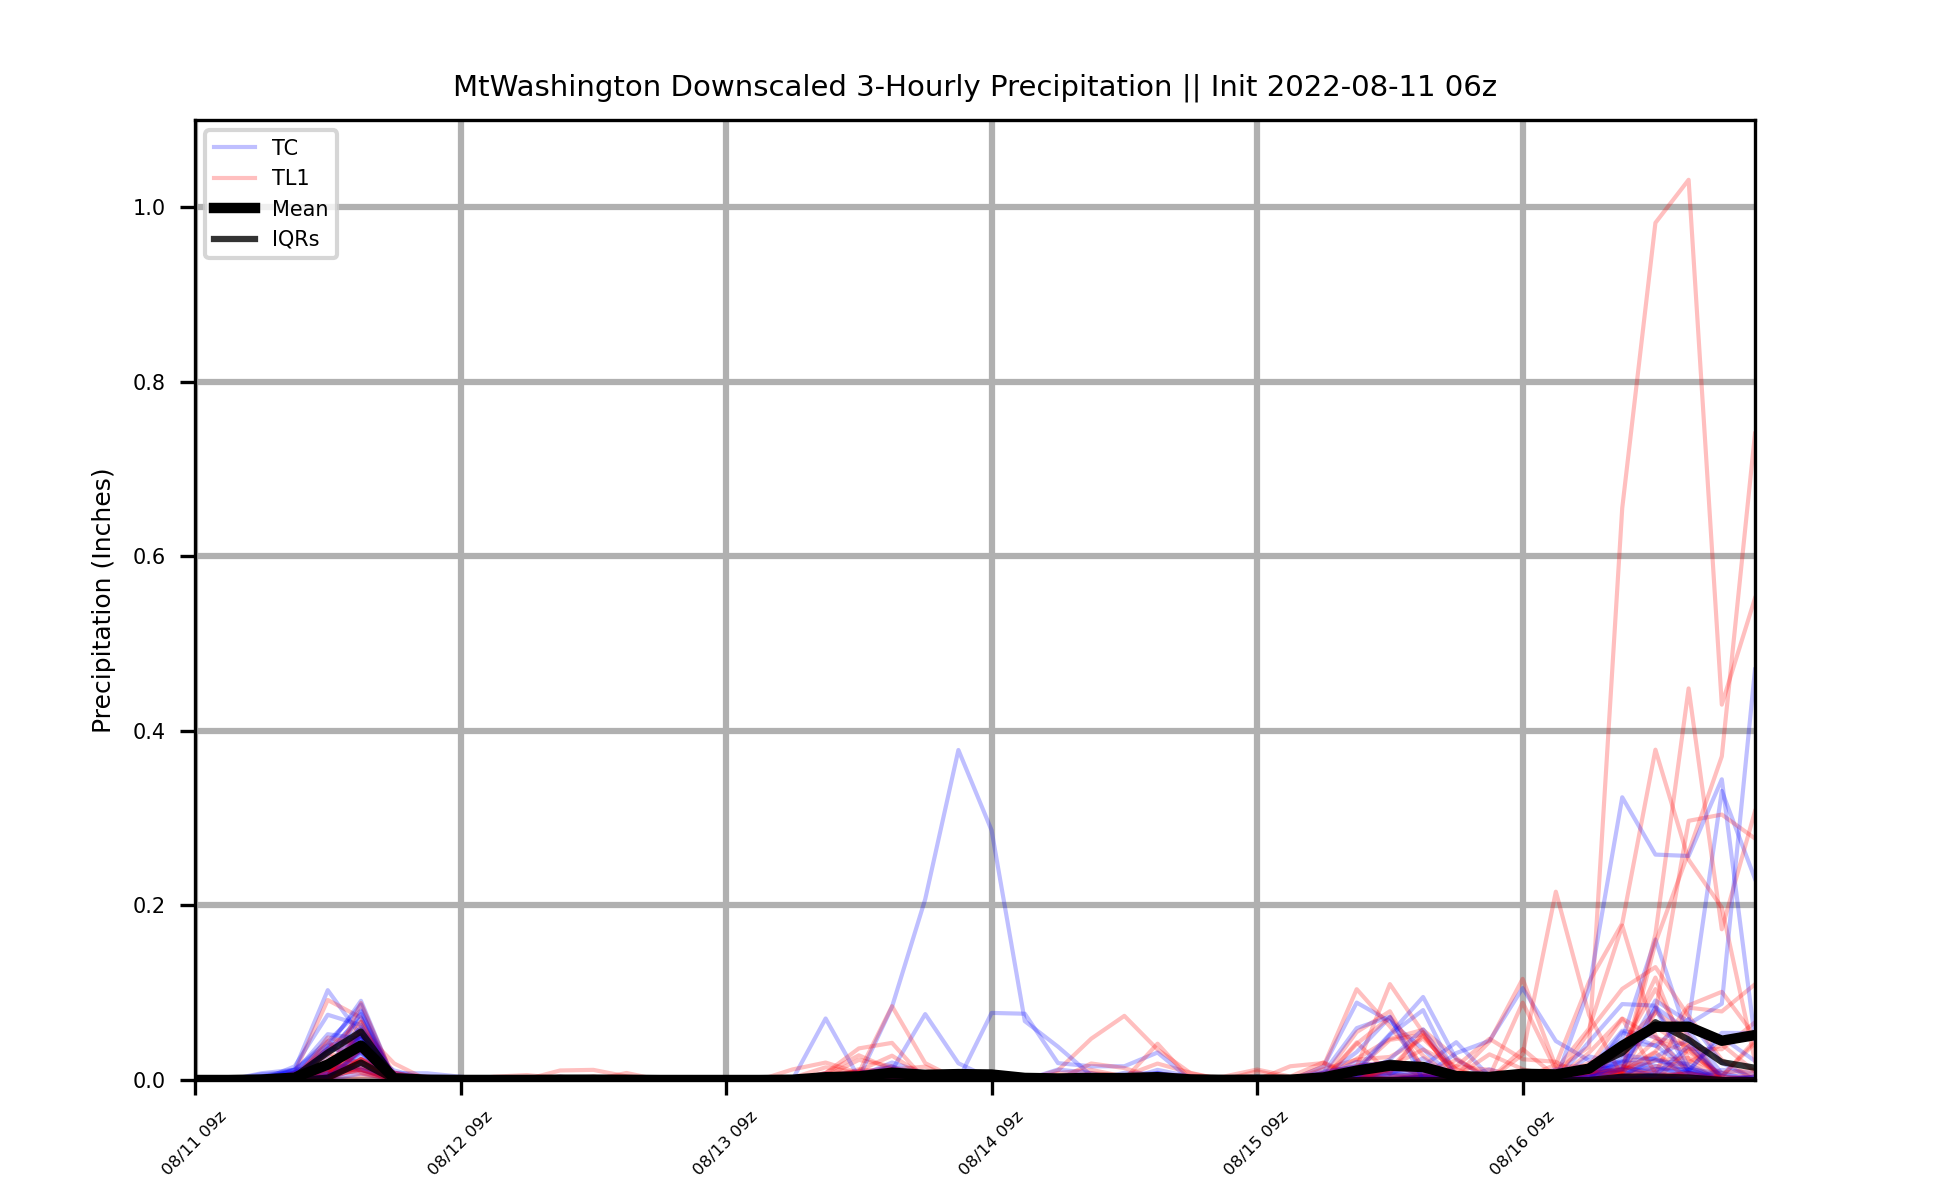 MtWashington Downscaled 3-Hourly Precipitation || Init 2022-08-11 06z
TC
TL1
Mean
IQRs
1.0
0.8
0.6
0.4
0.2
0.0
Precipitation (Inches)
08/11 09z
08/12 09z
08/13 09z
08/14 09z
08/15 09z
08/16 09z